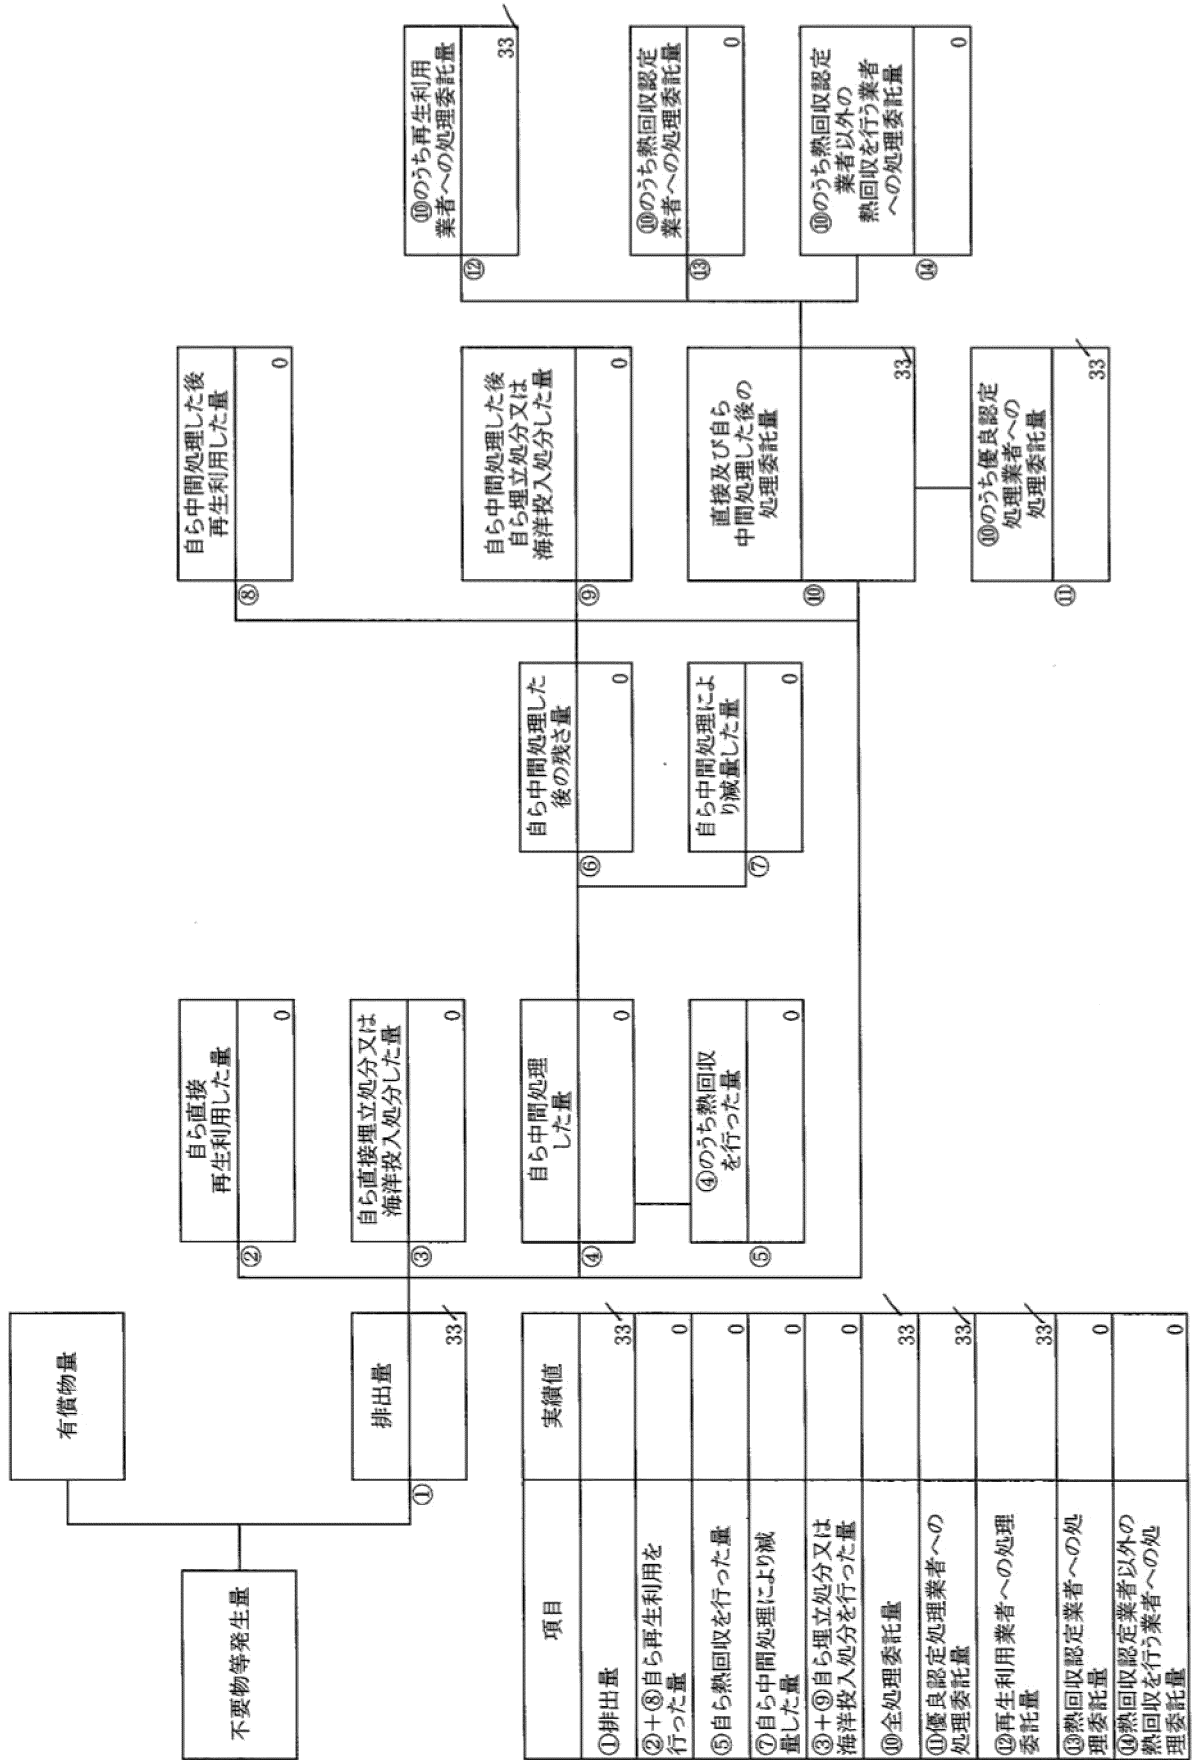 不要物等発生量
有償物量
①
排出量
33
②
自ら直接
再生利用した量
0
③
自ら直接埋立処分又は
海洋投入処分した量
0
④
自ら中間処理
した量
0
⑤
④のうち熱回収
を行った量
0
⑥
自ら中間処理した
後の残さ量
0
⑦
自ら中間処理によ
り減量した量
0
⑧
自ら中間処理した後
再生利用した量
0
⑨
自ら中間処理した後
自ら埋立処分又は
海洋投入処分した量
0
⑩
直接及び自ら
中間処理した後の
処理委託量
33
⑪
⑩のうち優良認定
処理業者への
処理委託量
33
⑫
⑩のうち再生利用
業者への処理委託量
33
⑬
⑩のうち熱回収認定
業者への処理委託量
0
⑭
⑩のうち熱回収認定
業者以外の
熱回収を行う業者
への処理委託量
0
項目 実績値
①排出量 33
②+⑧自ら再生利用を
行った量 0
⑤自ら熱回収を行った量 0
⑦自ら中間処理により減
量した量 0
③+⑨自ら埋立処分又は
海洋投入処分を行った量 0
⑩全処理委託量 33
⑪優良認定処理業者への
処理委託量 33
⑫再生利用業者への処理
委託量 33
⑬熱回収認定業者への処
理委託量 0
⑭熱回収認定業者以外の
熱回収を行う業者への処
理委託量 0